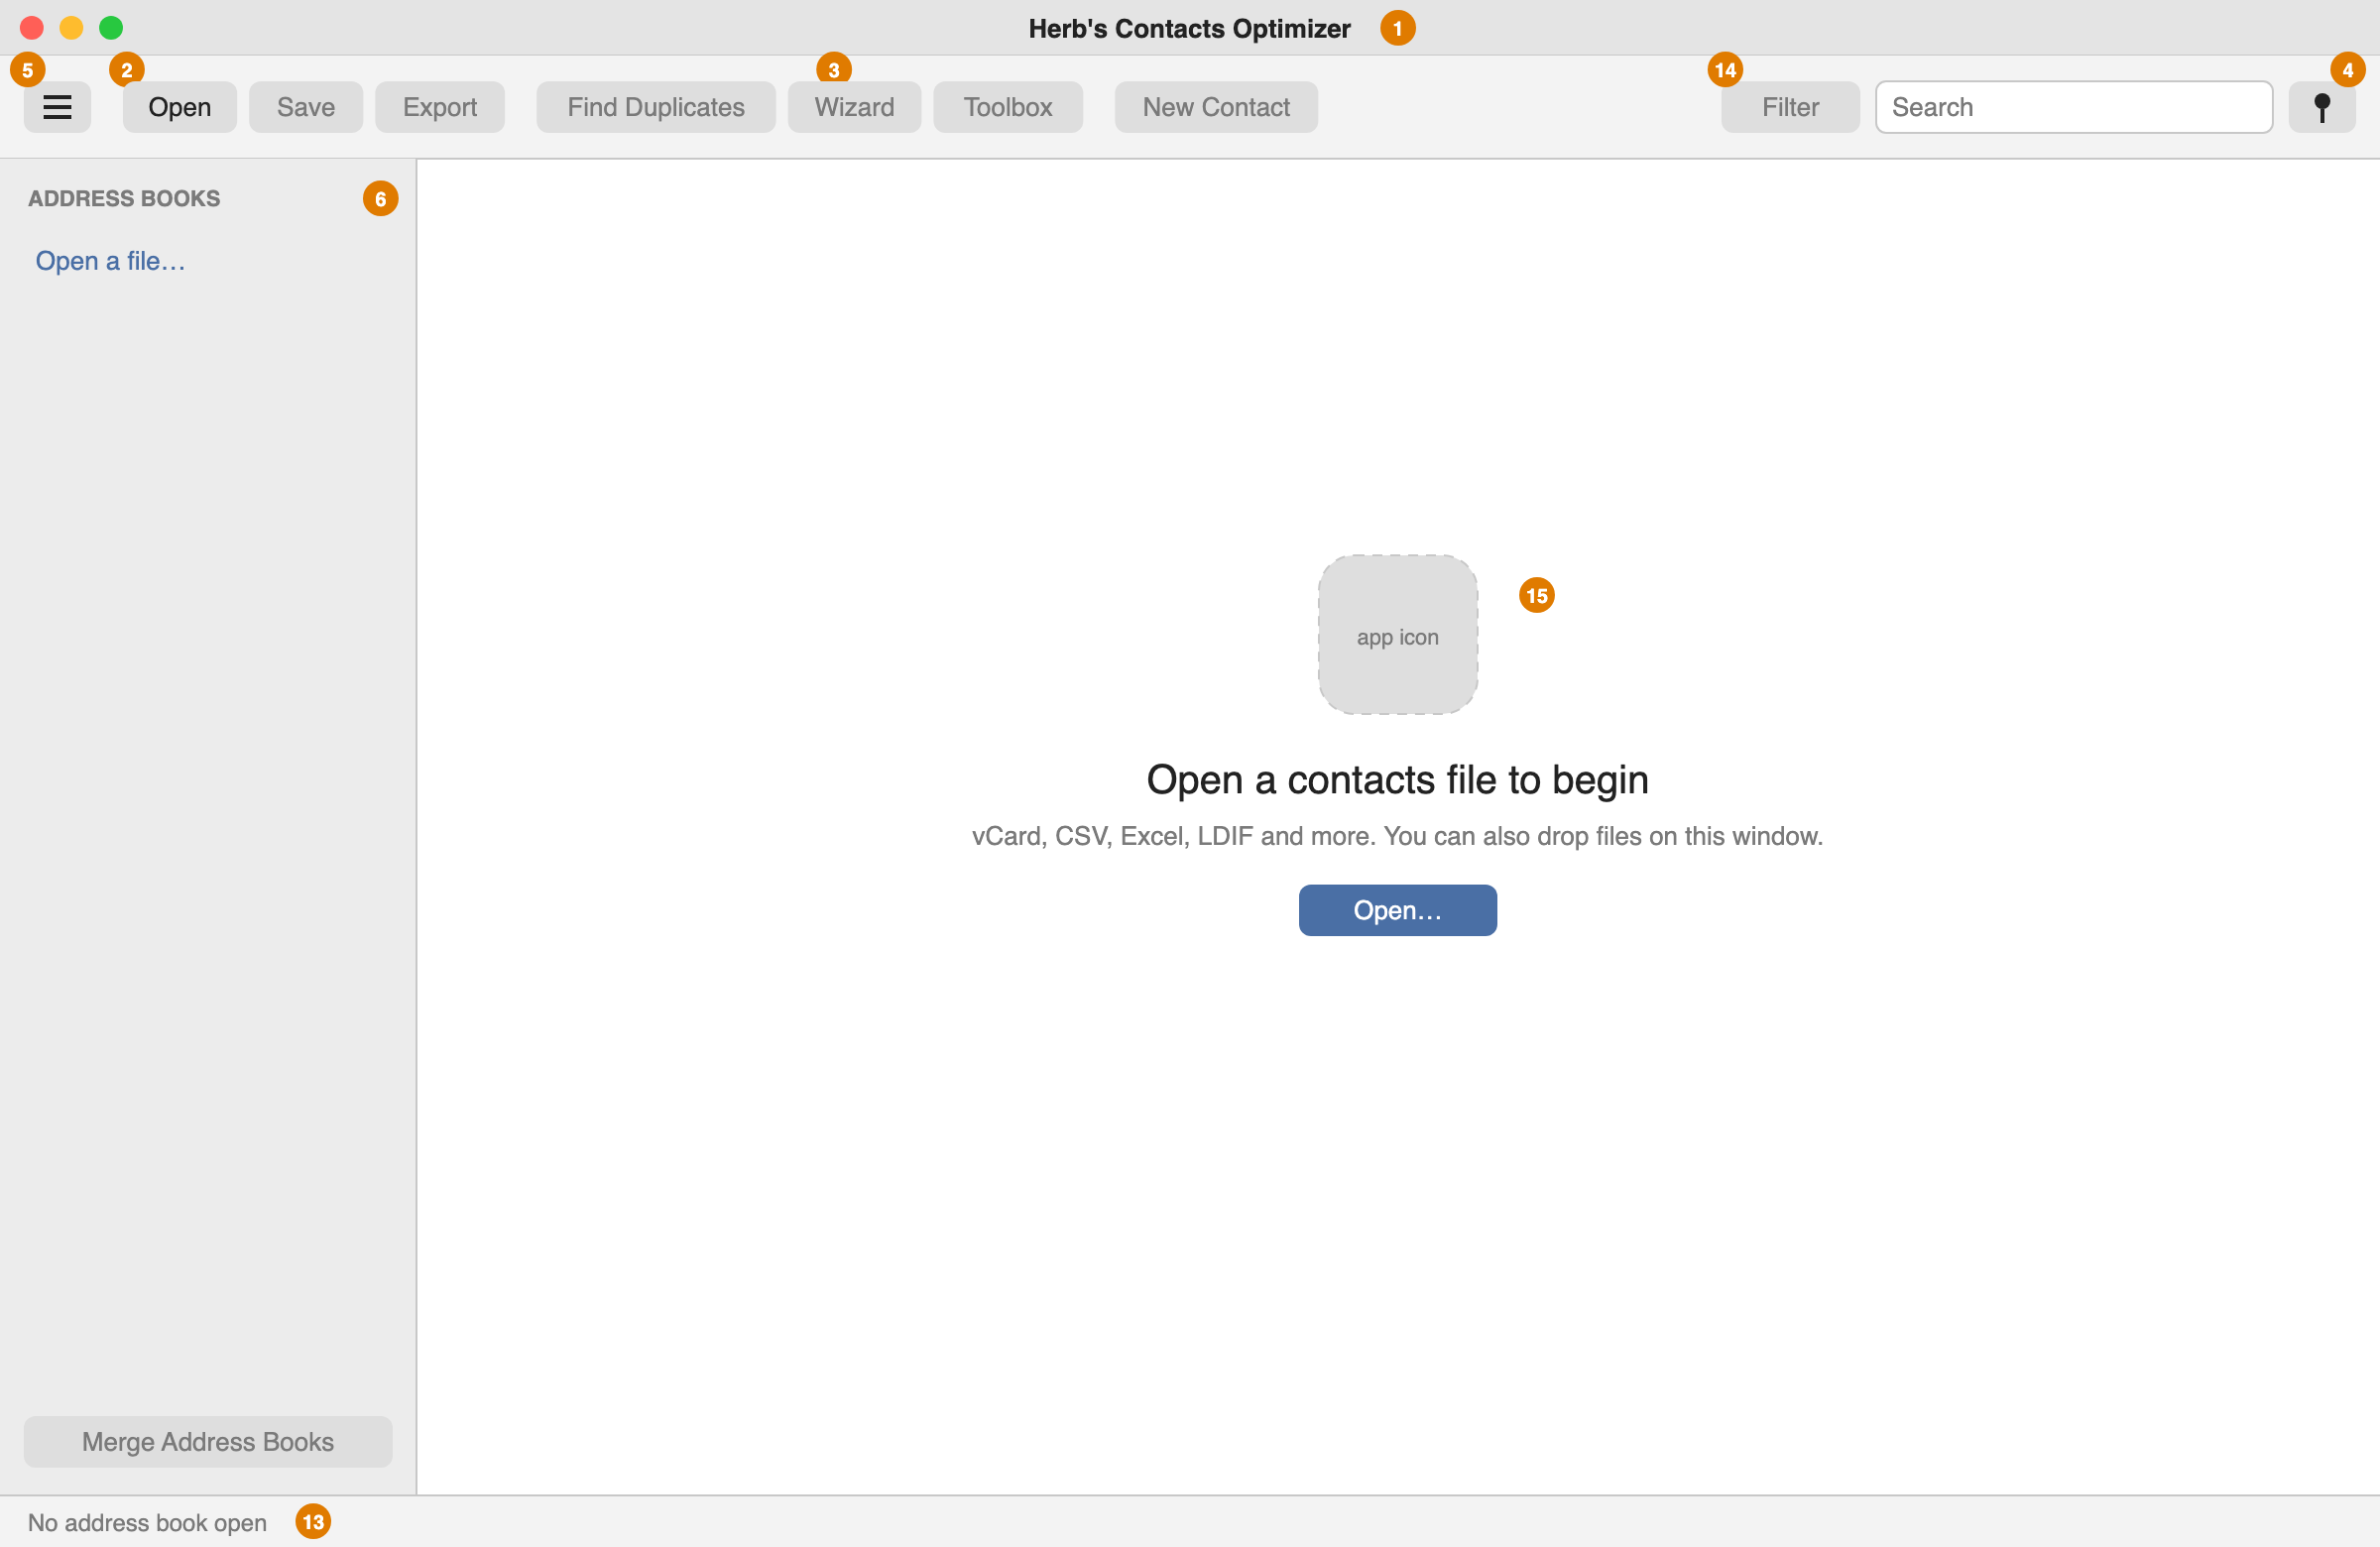 Herb's Contacts Optimizer 1
5 2 3 14 4
Open Save Export Find Duplicates Wizard Toolbox New Contact Filter Search
ADDRESS BOOKS 6
Open a file…
15
app icon
Open a contacts file to begin
vCard, CSV, Excel, LDIF and more. You can also drop files on this window.
Open…
Merge Address Books
No address book open 13